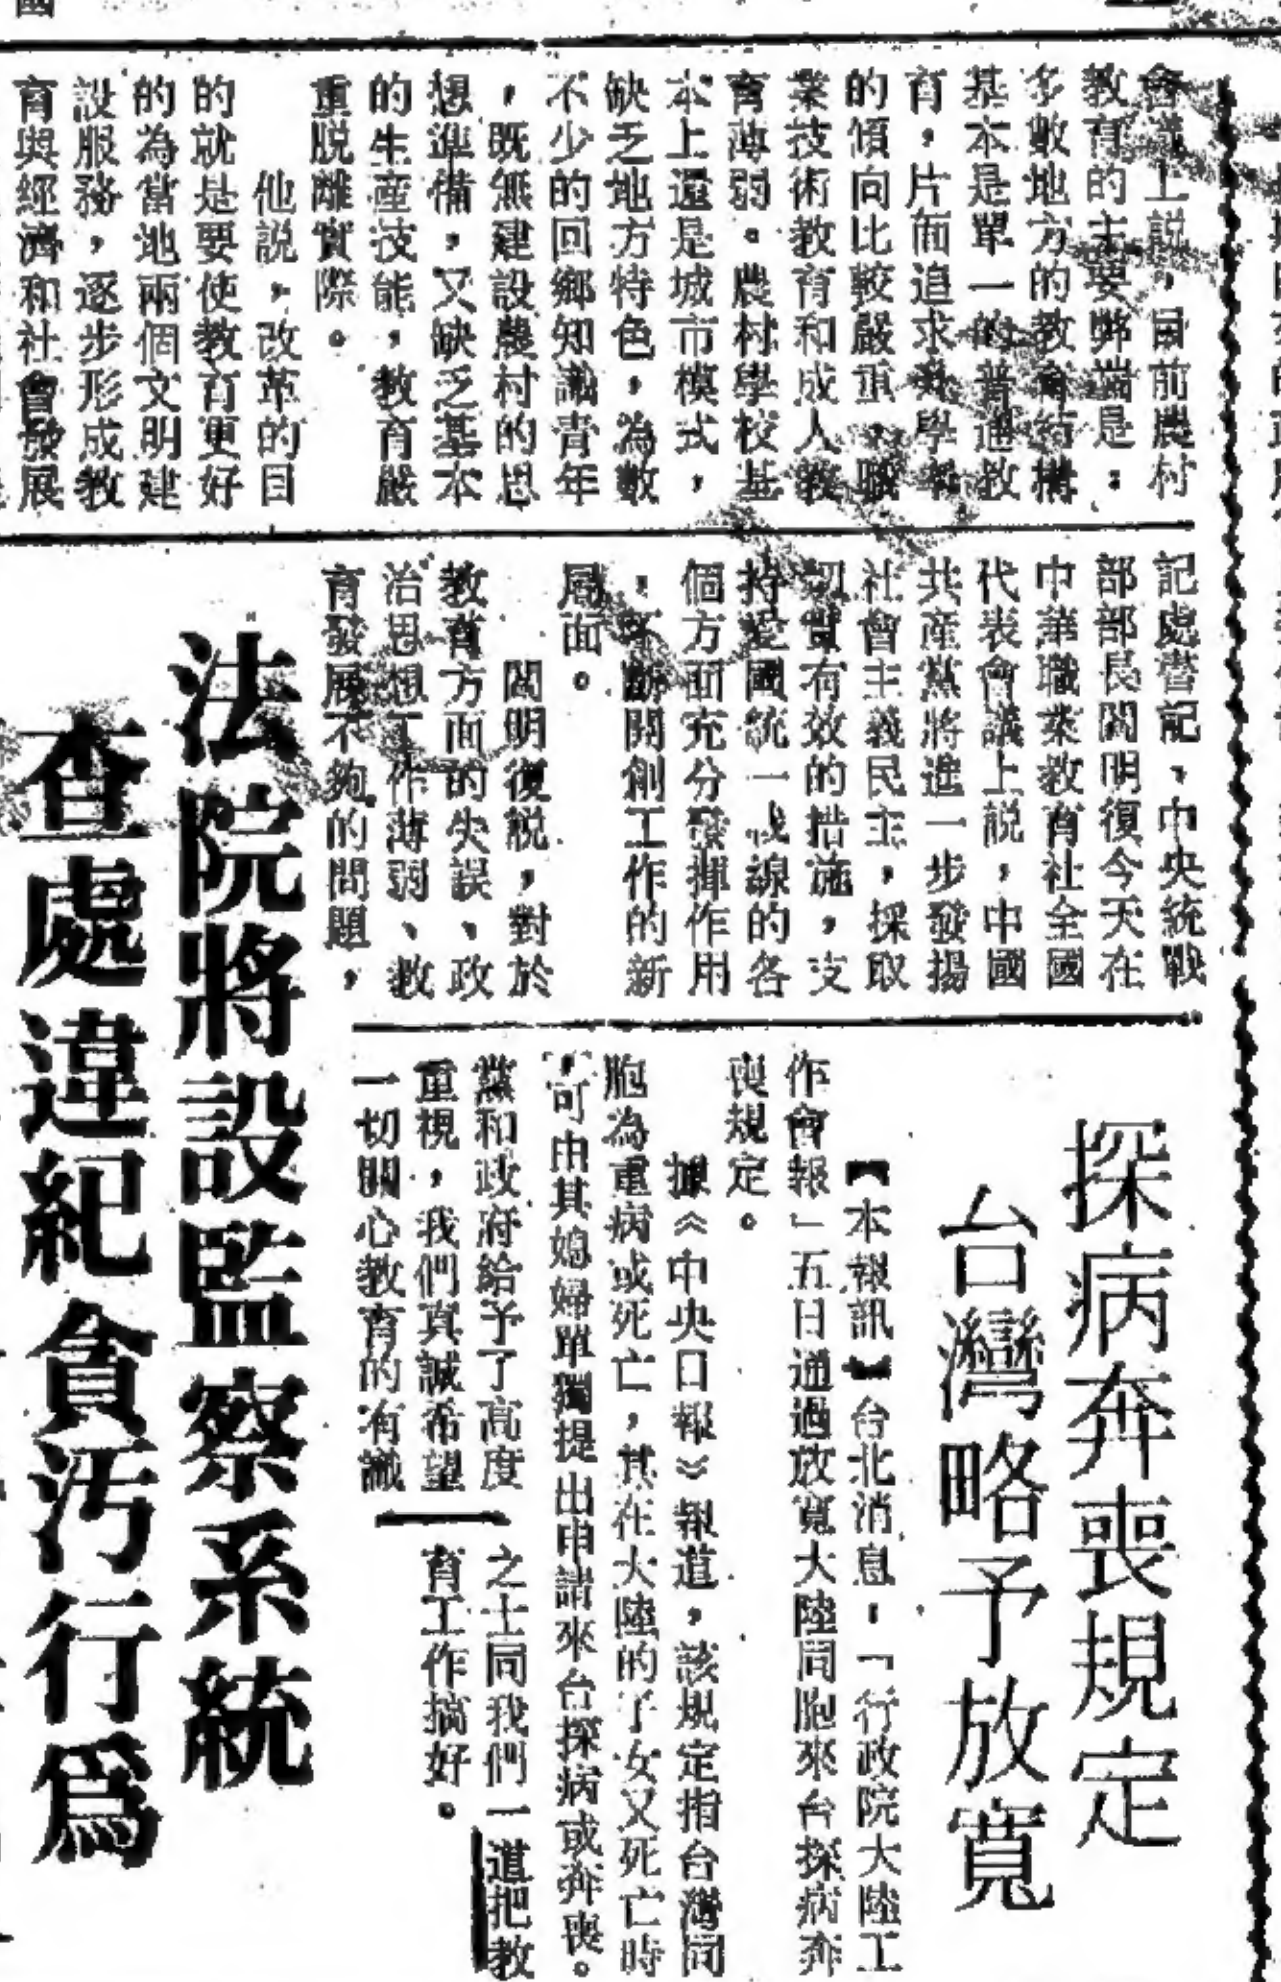 會議上說，目前農村
教育的主要弊端是：
多數地方的教育結構
基本是單一的普通教
育，片面追求升學率
的傾向比較嚴重，職
業技術教育和成人教
育薄弱。農村學校基
本上還是城市模式，
缺乏地方特色，為數
不少的回鄉知識青年
，既無建設農村的思
想準備，又缺乏基本
的生產技能，教育嚴
重脫離實際。
他說，改革的目
的就是要使教育更好
的為當地兩個文明建
設服務，逐步形成教
育與經濟和社會發展
記處書記，中央統戰
部部長閻明復今天在
中華職業教育社全國
代表會議上說，中國
共產黨將進一步發揚
社會主義民主，採取
切實有效的措施，支
持愛國統一戰線的各
個方面充分發揮作用
，不斷開創工作的新
局面。
閻明復說，對於
教育方面的失誤、政
治思想工作薄弱、教
育發展不夠的問題，
黨和政府給予了高度
重視，我們真誠希望
一切關心教育的有識
之士同我們一道把教
育工作搞好。
探病奔喪規定
台灣略予放寬
【本報訊】台北消息：「行政院大陸工
作會報」五日通過放寬大陸同胞來台探病奔
喪規定。
據《中央日報》報道，該規定指台灣同
胞為重病或死亡，其在大陸的子女又死亡時
，可由其媳婦單獨提出申請來台探病或奔喪。
法院將設監察系統
查處違紀貪污行爲